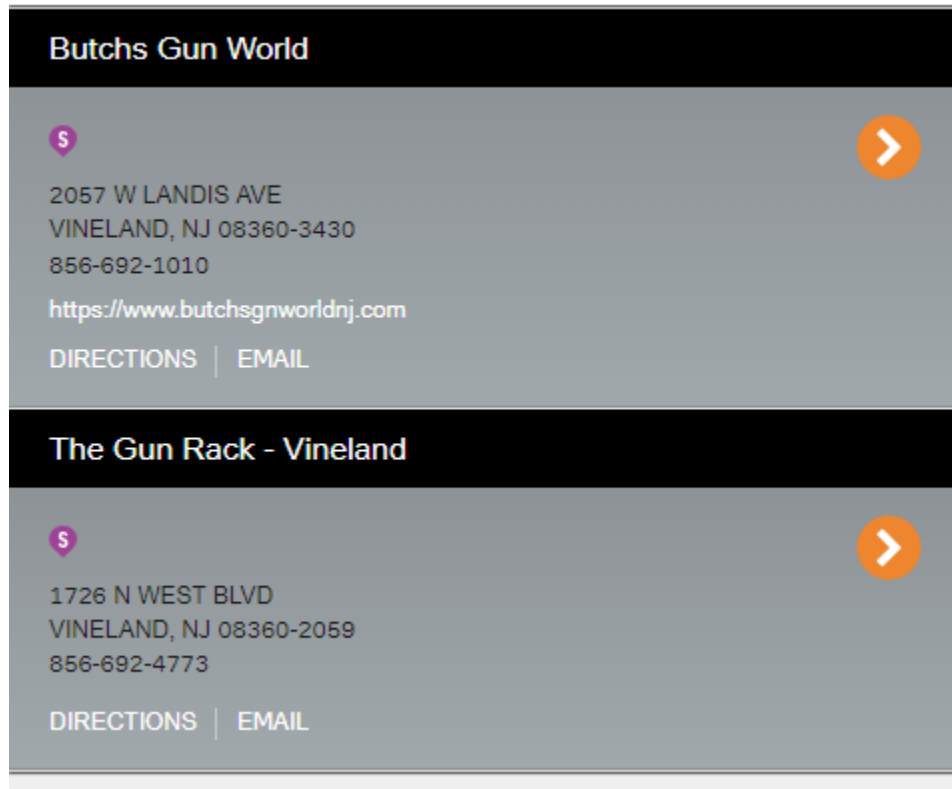 Butchs Gun World
S
2057 W LANDIS AVE
VINELAND, NJ 08360-3430
856-692-1010
https://www.butchsgnworldnj.com
DIRECTIONS | EMAIL
The Gun Rack - Vineland
S
1726 N WEST BLVD
VINELAND, NJ 08360-2059
856-692-4773
DIRECTIONS | EMAIL